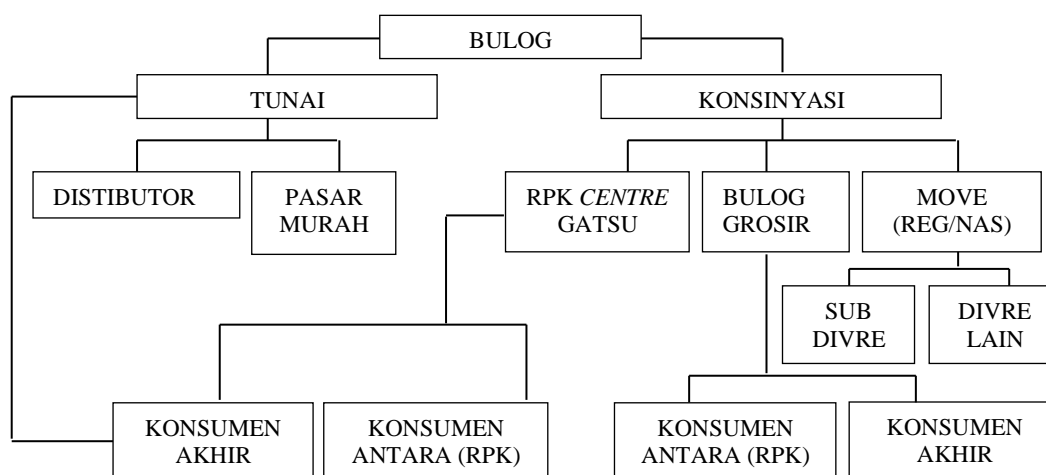 BULOG
TUNAI
KONSINYASI
DISTIBUTOR
PASAR
MURAH
RPK CENTRE
GATSU
BULOG
GROSIR
MOVE
(REG/NAS)
SUB
DIVRE
DIVRE
LAIN
KONSUMEN
AKHIR
KONSUMEN
ANTARA (RPK)
KONSUMEN
ANTARA (RPK)
KONSUMEN
AKHIR